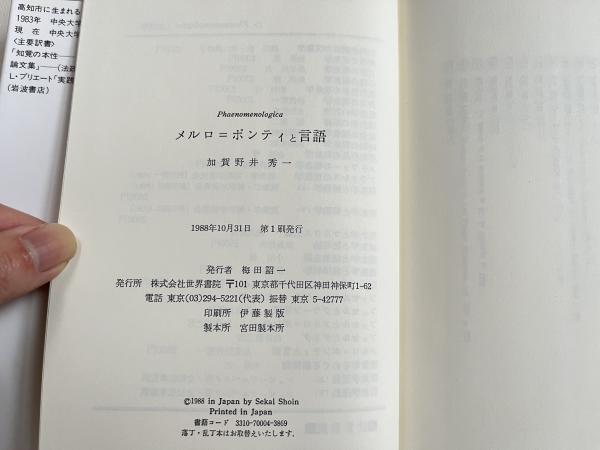 高知市に生まれる
1983年 中央大学
現 在 中央大学
〈主要訳書〉
「知覚の本性──
論文集」──(法政
L・プリエート「実践
(岩波書店)
Phaenomenologica
メルロ＝ポンティと言語
加賀野井 秀一
1988年10月31日 第1刷発行
発行者 梅田詔一
発行所 株式会社世界書院 〒101 東京都千代田区神田神保町1-62
電話 東京(03)294-5221(代表) 振替 東京 5-42777
印刷所 伊藤製版
製本所 宮田製本所
©1988 in Japan by Sekai Shoin
Printed in Japan
書籍コード 3310-70004-3869
落丁・乱丁本はお取替えいたします。